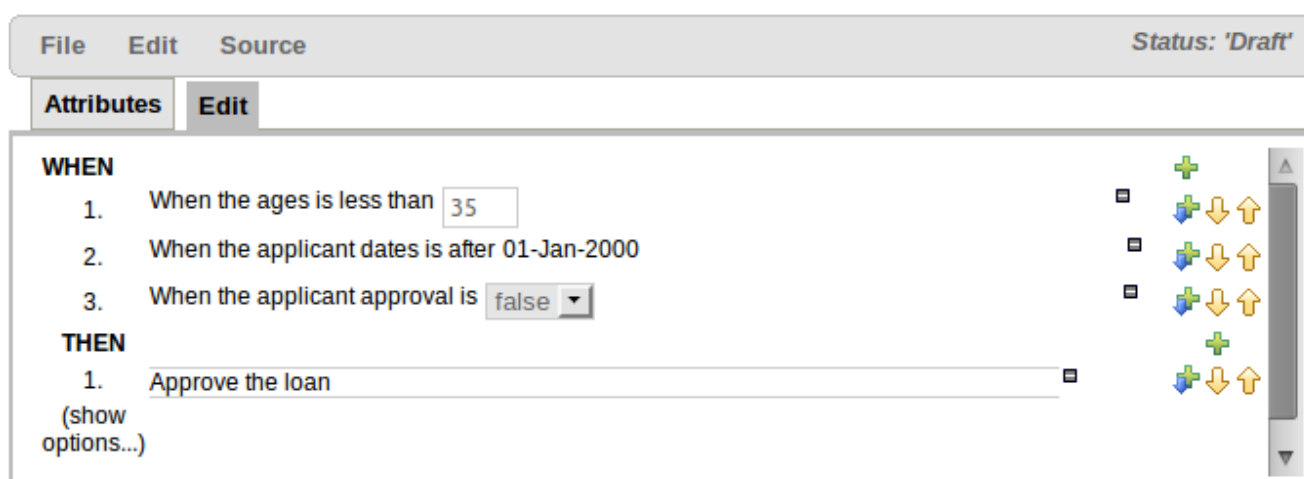 File Edit Source Status: 'Draft'
Attributes Edit
WHEN
1. When the ages is less than 35
2. When the applicant dates is after 01-Jan-2000
3. When the applicant approval is false
THEN
1. Approve the loan
(show
options...)